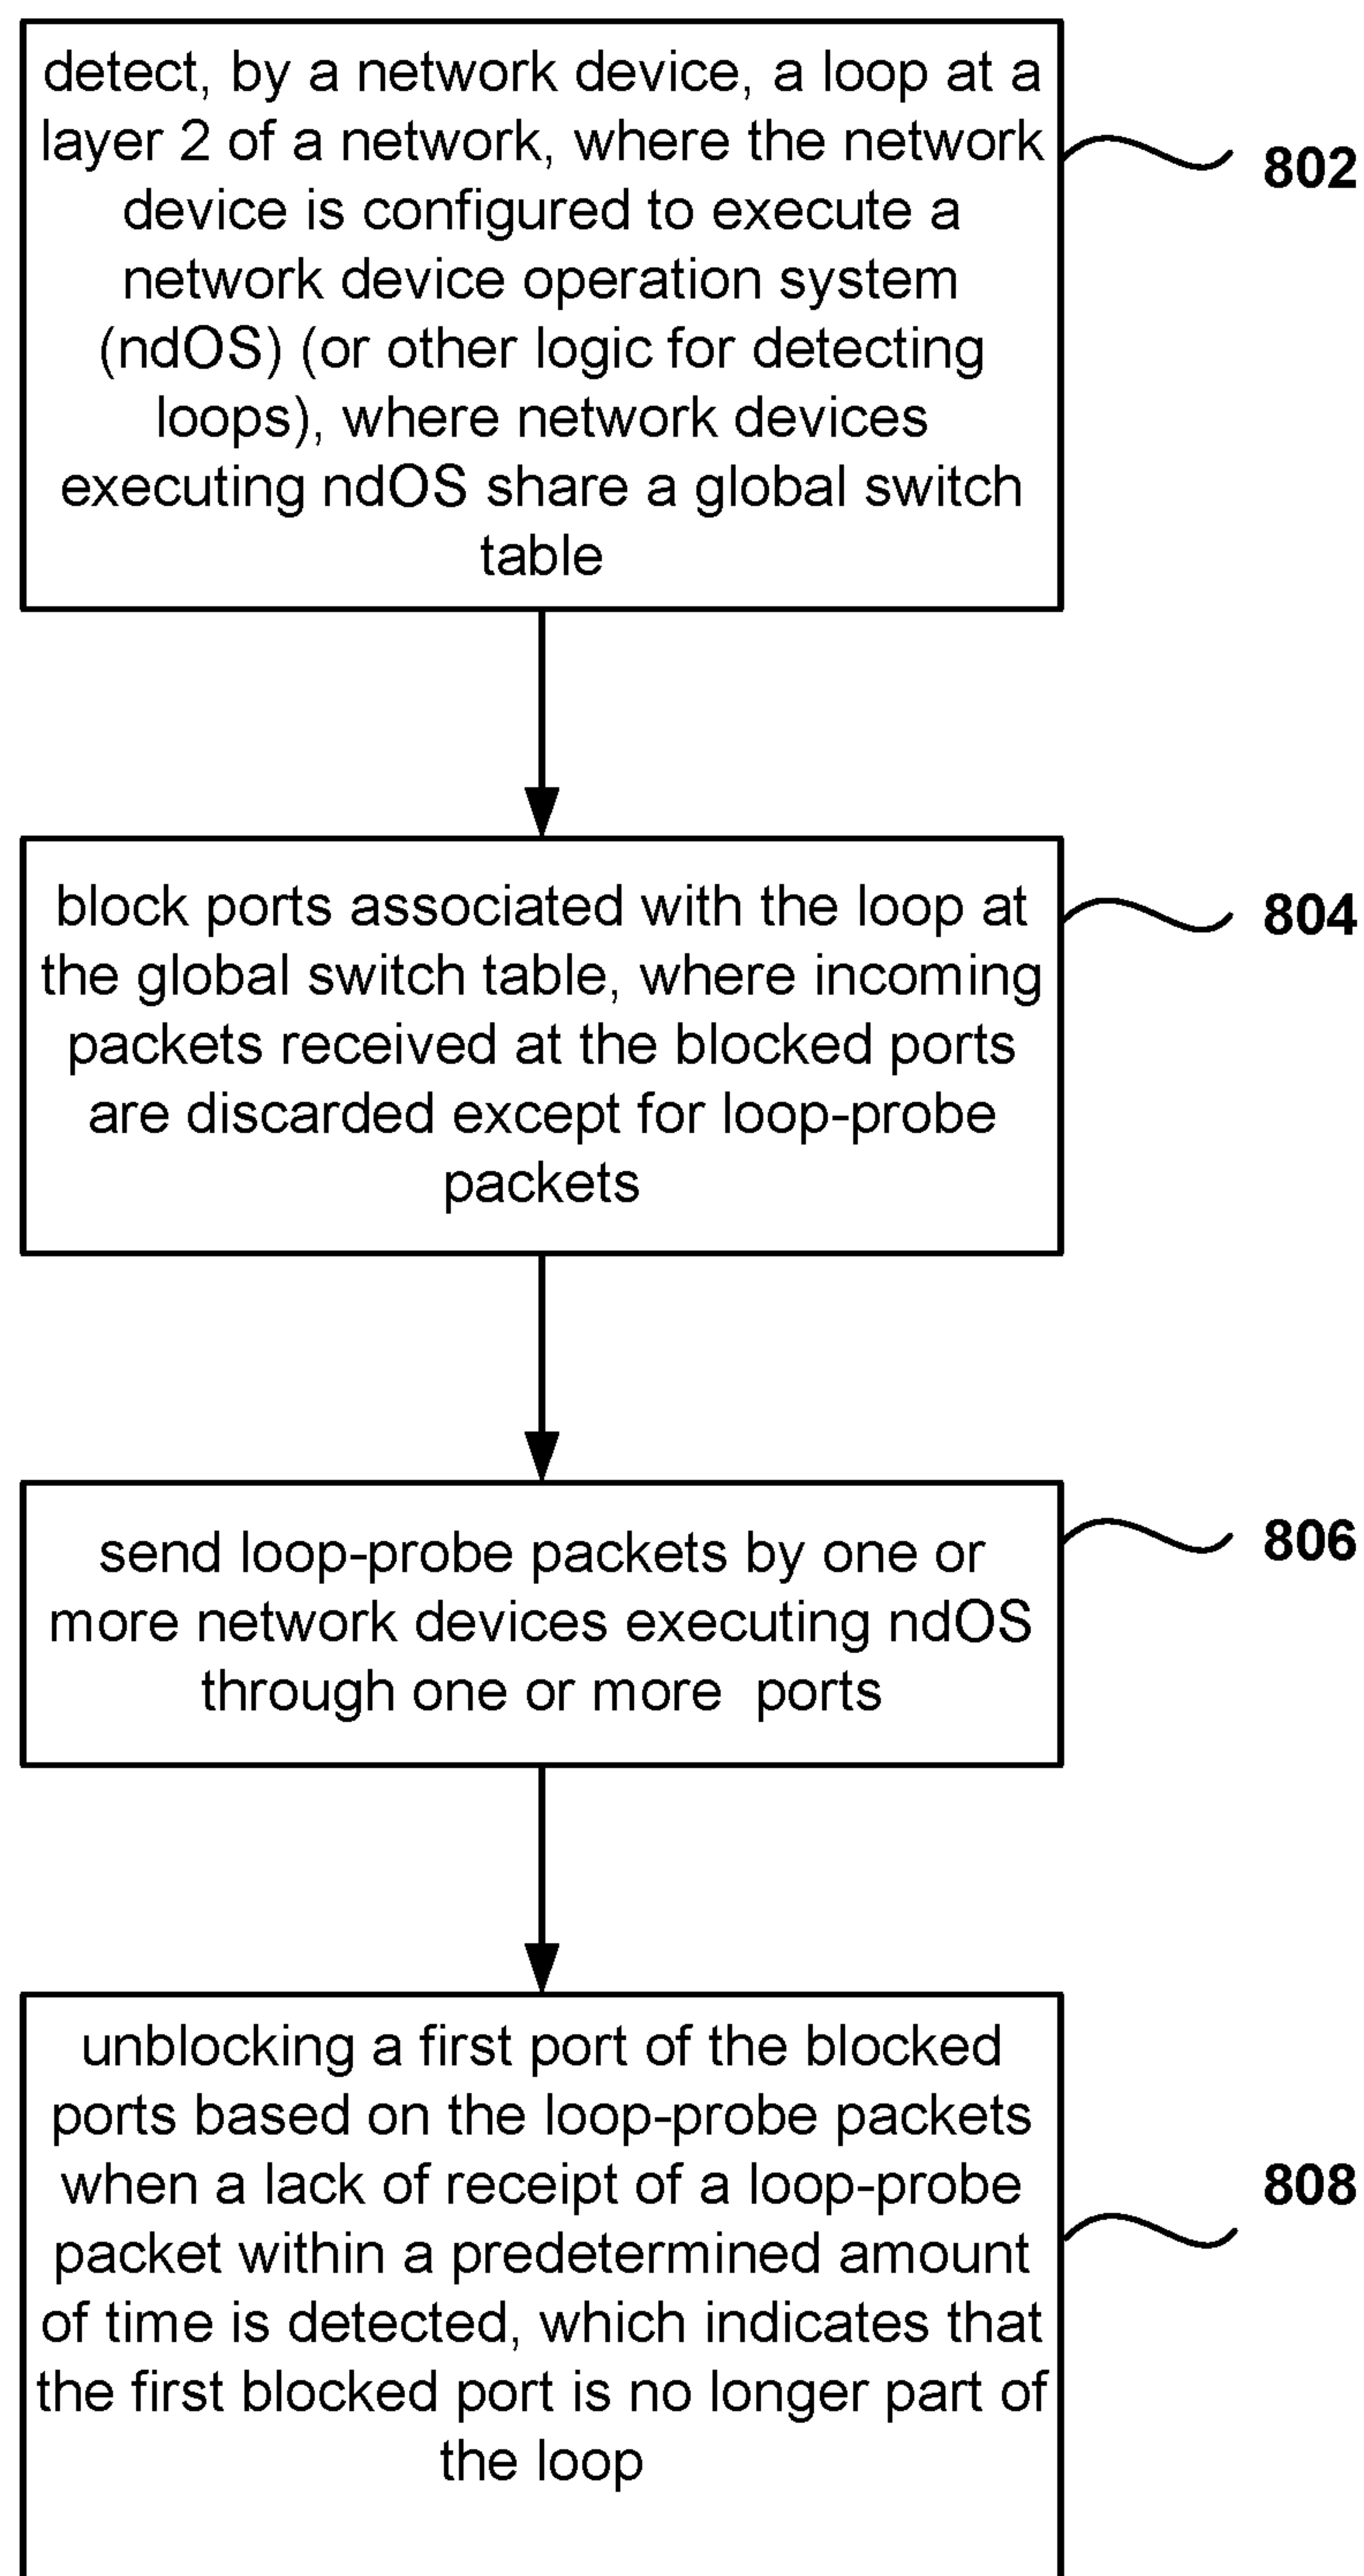 detect, by a network device, a loop at a
layer 2 of a network, where the network
device is configured to execute a
network device operation system
(ndOS) (or other logic for detecting
loops), where network devices
executing ndOS share a global switch
table
802
block ports associated with the loop at
the global switch table, where incoming
packets received at the blocked ports
are discarded except for loop-probe
packets
804
send loop-probe packets by one or
more network devices executing ndOS
through one or more  ports
806
unblocking a first port of the blocked
ports based on the loop-probe packets
when a lack of receipt of a loop-probe
packet within a predetermined amount
of time is detected, which indicates that
the first blocked port is no longer part of
the loop
808